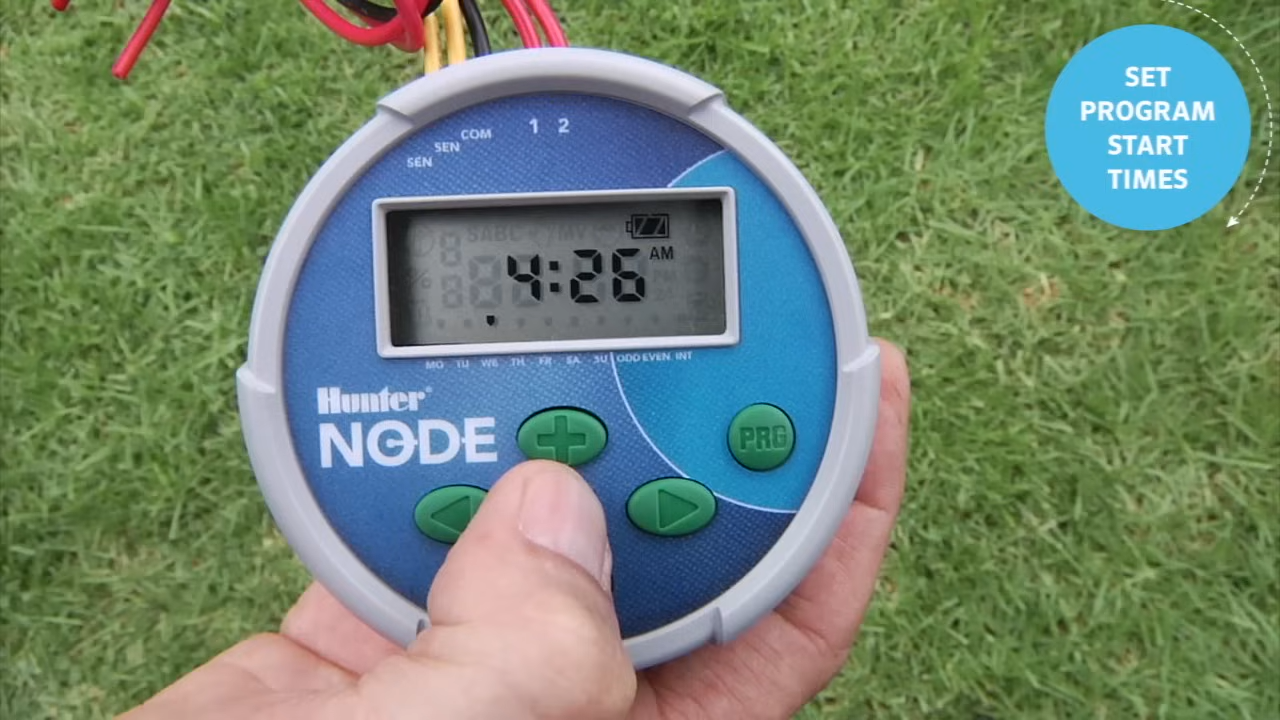 SET
PROGRAM
START
TIMES
1 2
COM
SEN
SEN
4:26 AM
MO TU WE TH FR SA SU ODD EVEN INT
Hunter®
NODE
PRG